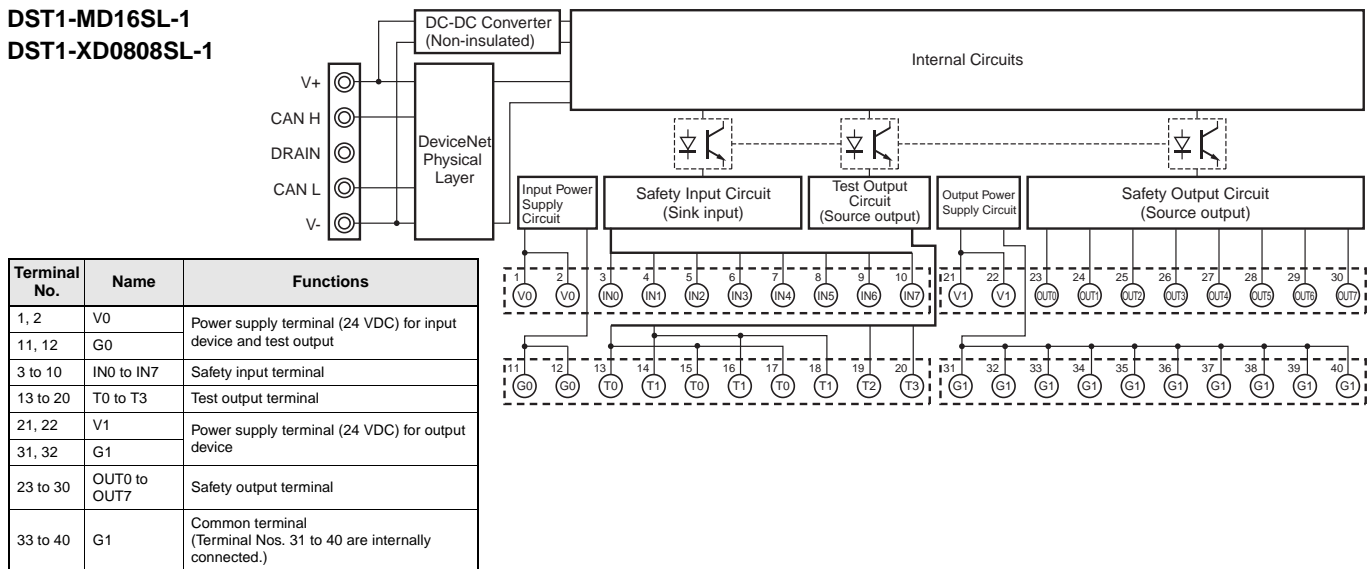 DST1-MD16SL-1
DST1-XD0808SL-1
DC-DC Converter
(Non-insulated)
Internal Circuits
V+
CAN H
DRAIN
CAN L
V-
DeviceNet
Physical
Layer
Input Power
Supply
Circuit
Safety Input Circuit
(Sink input)
Test Output
Circuit
(Source output)
Output Power
Supply Circuit
Safety Output Circuit
(Source output)
1 2 3 4 5 6 7 8 9 10
V0 V0 IN0 IN1 IN2 IN3 IN4 IN5 IN6 IN7
21 22 23 24 25 26 27 28 29 30
V1 V1 OUT0 OUT1 OUT2 OUT3 OUT4 OUT5 OUT6 OUT7
11 12 13 14 15 16 17 18 19 20
G0 G0 T0 T1 T0 T1 T0 T1 T2 T3
31 32 33 34 35 36 37 38 39 40
G1 G1 G1 G1 G1 G1 G1 G1 G1 G1
Terminal
No.
Name
Functions
1, 2
V0
Power supply terminal (24 VDC) for input
device and test output
11, 12
G0
3 to 10
IN0 to IN7
Safety input terminal
13 to 20
T0 to T3
Test output terminal
21, 22
V1
Power supply terminal (24 VDC) for output
device
31, 32
G1
23 to 30
OUT0 to
OUT7
Safety output terminal
33 to 40
G1
Common terminal
(Terminal Nos. 31 to 40 are internally
connected.)